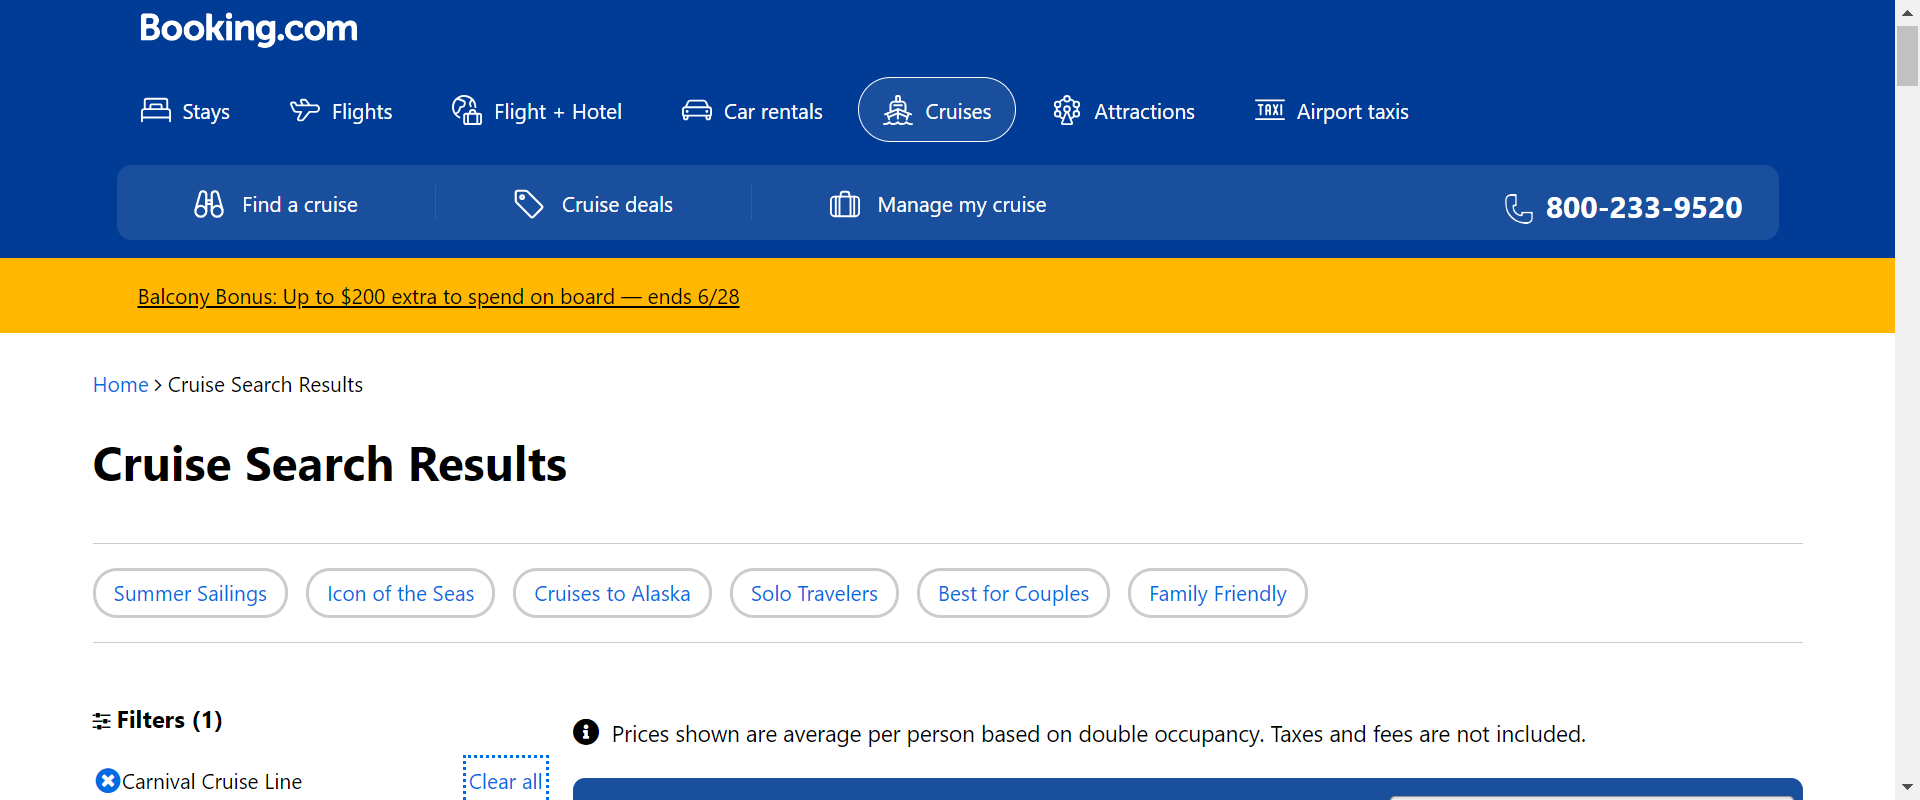 Booking.com
Stays
Flights
Flight + Hotel
Car rentals
Cruises
Attractions
TAXI
Airport taxis
Find a cruise
Cruise deals
Manage my cruise
800-233-9520
Balcony Bonus: Up to $200 extra to spend on board — ends 6/28
Home > Cruise Search Results
Cruise Search Results
Summer Sailings
Icon of the Seas
Cruises to Alaska
Solo Travelers
Best for Couples
Family Friendly
Filters (1)
Prices shown are average per person based on double occupancy. Taxes and fees are not included.
Carnival Cruise Line
Clear all